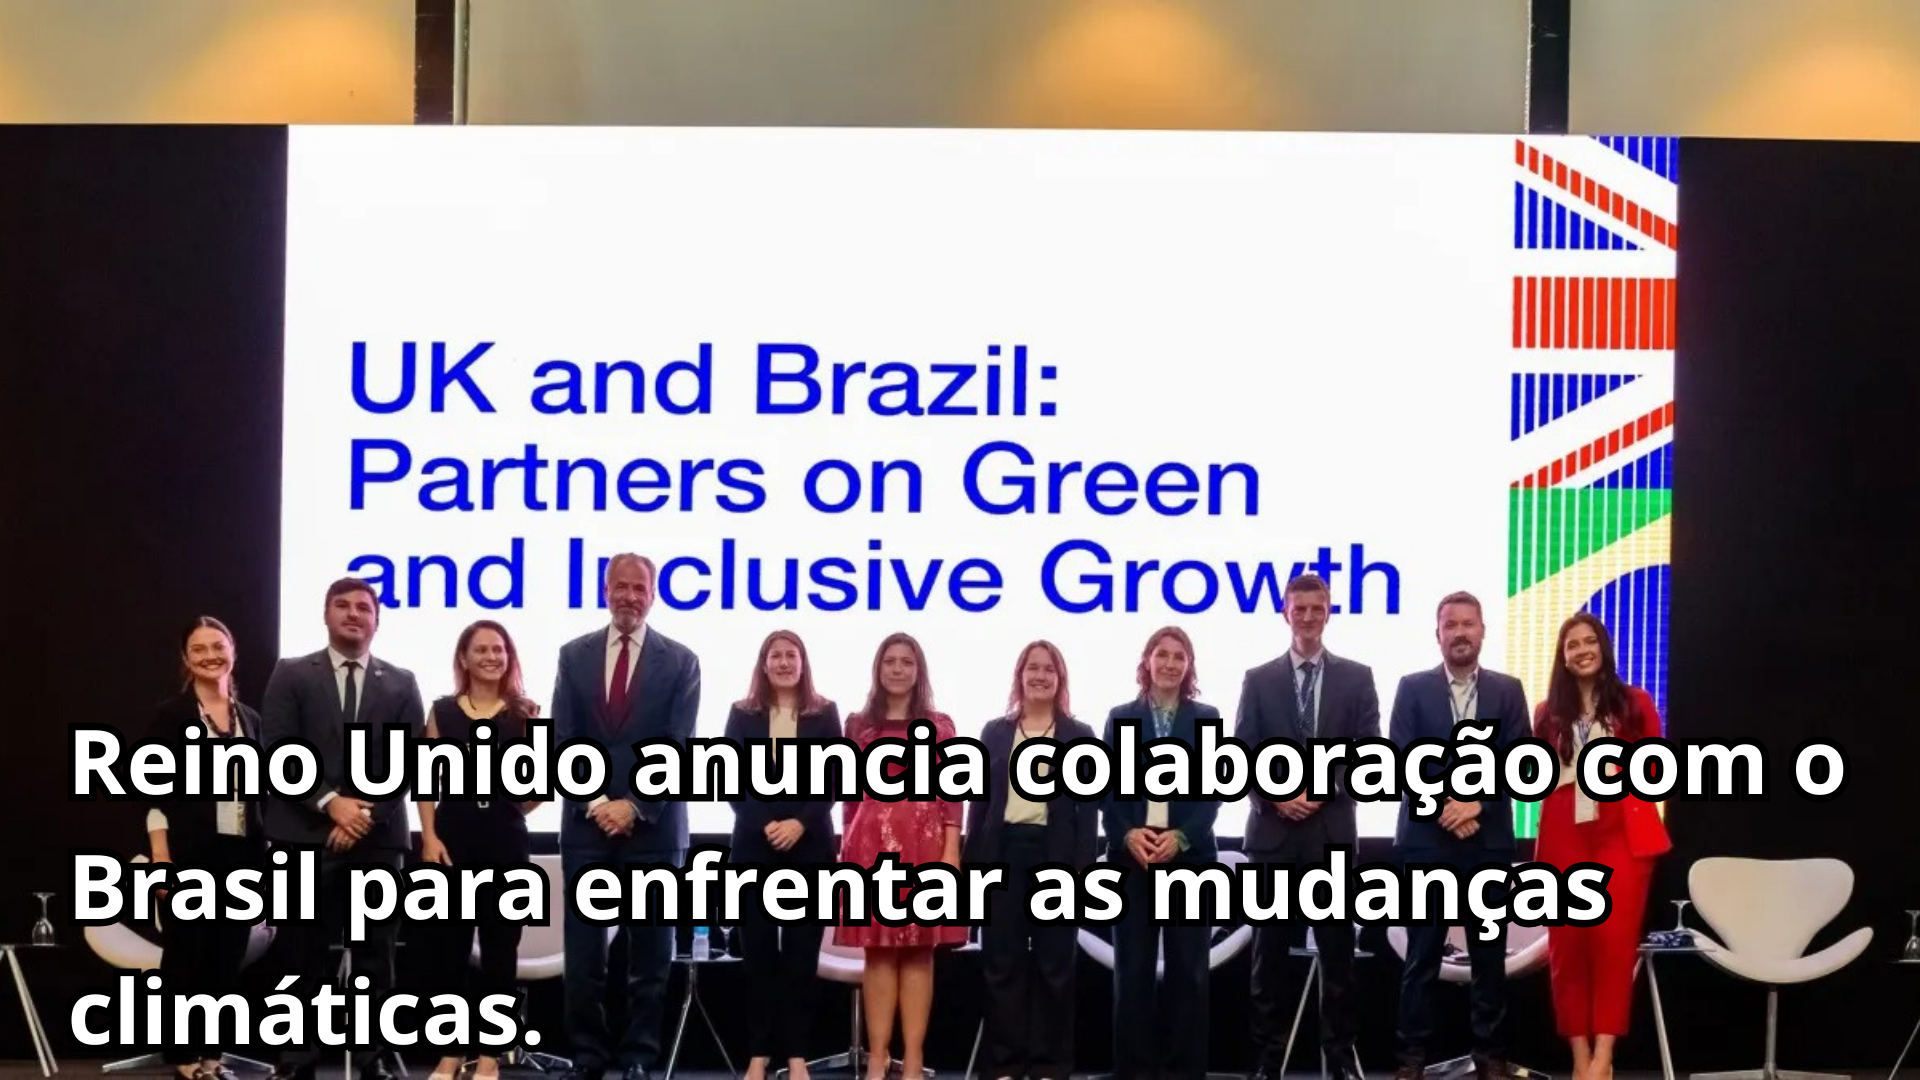 UK and Brazil:
Partners on Green
and Inclusive Growth
Reino Unido anuncia colaboração com o
Brasil para enfrentar as mudanças
climáticas.